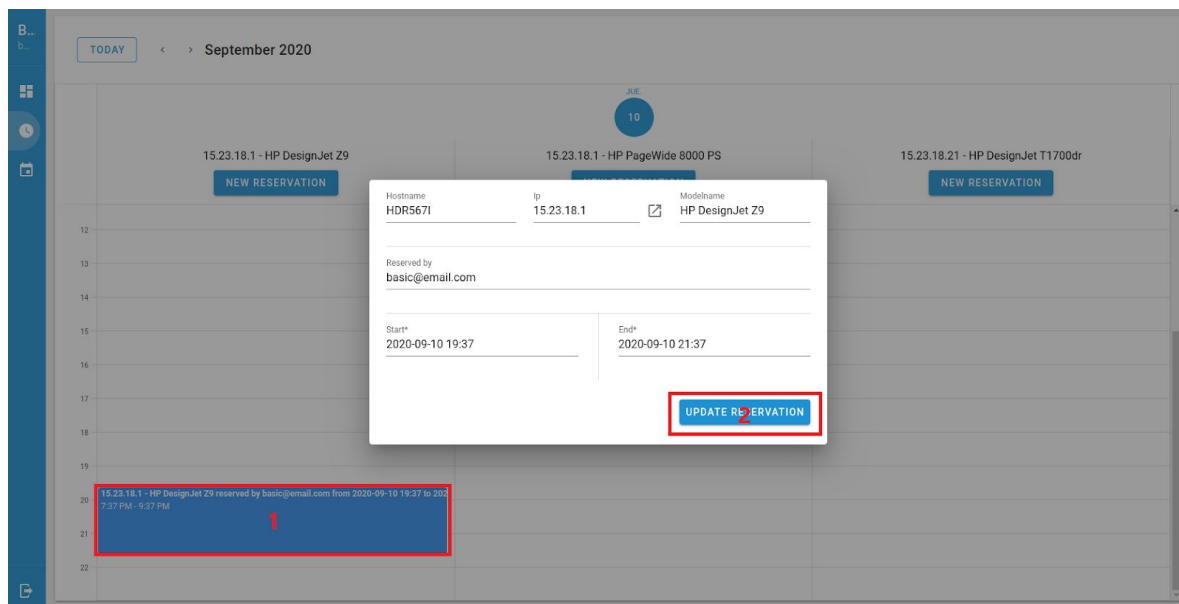 B...
b...
TODAY ‹ › September 2020
JUE.
10
15.23.18.1 - HP DesignJet Z9
15.23.18.1 - HP PageWide 8000 PS
15.23.18.21 - HP DesignJet T1700dr
NEW RESERVATION
NEW RESERVATION
NEW RESERVATION
Hostname
HDR567I
Ip
15.23.18.1
Modelname
HP DesignJet Z9
Reserved by
basic@email.com
Start*
2020-09-10 19:37
End*
2020-09-10 21:37
UPDATE RESERVATION
2
12
13
14
15
16
17
18
19
20
21
22
15.23.18.1 - HP DesignJet Z9 reserved by basic@email.com from 2020-09-10 19:37 to 202
7:37 PM - 9:37 PM
1